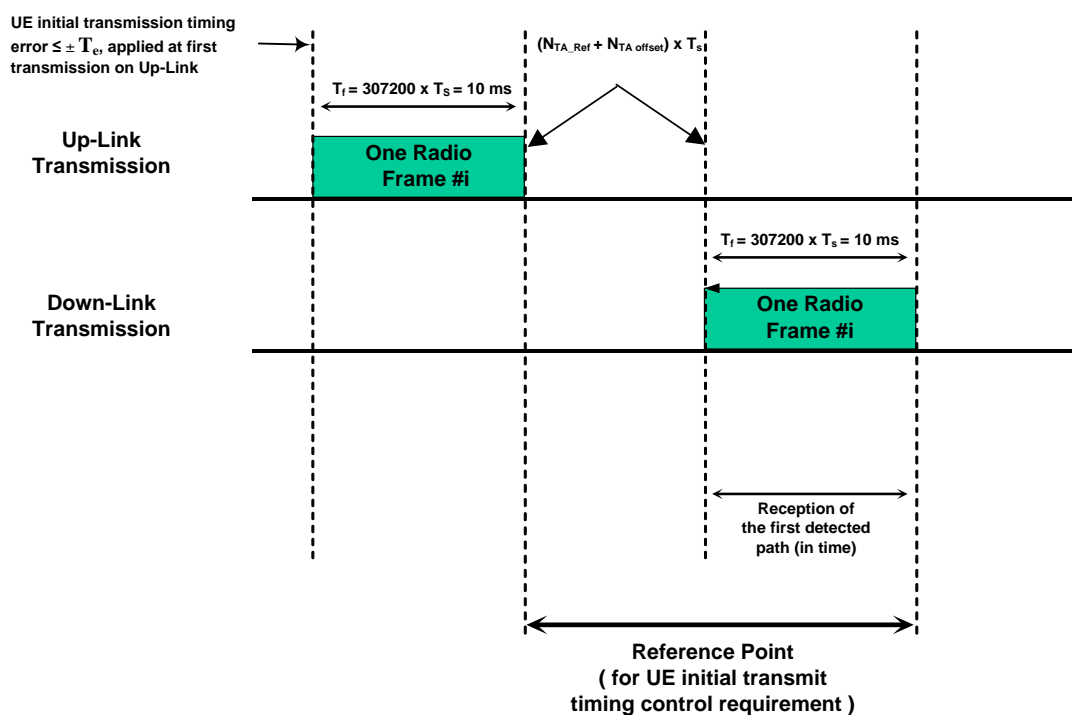 UE initial transmission timing
error ≤ ± Te, applied at first
transmission on Up-Link
(NTA_Ref + NTA offset) x Ts
Tf = 307200 x TS = 10 ms
Up-Link
Transmission
One Radio
Frame #i
Tf = 307200 x Ts = 10 ms
Down-Link
Transmission
One Radio
Frame #i
Reception of
the first detected
path (in time)
Reference Point
( for UE initial transmit
timing control requirement )